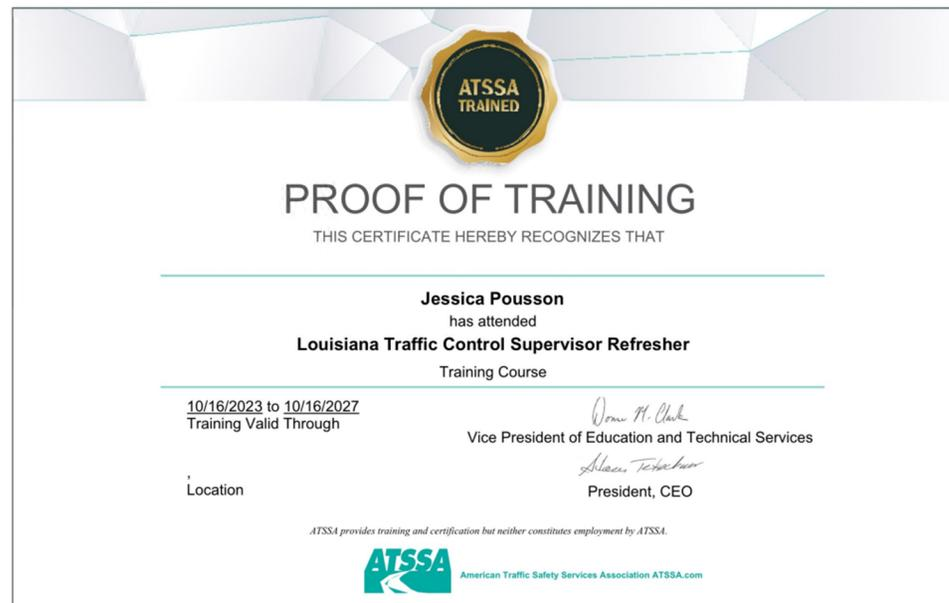 ATSSA
TRAINED
PROOF OF TRAINING
THIS CERTIFICATE HEREBY RECOGNIZES THAT
Jessica Pousson
has attended
Louisiana Traffic Control Supervisor Refresher
Training Course
10/16/2023 to 10/16/2027
Training Valid Through
Donna M. Clark
Vice President of Education and Technical Services
,
Location
President, CEO
ATSSA provides training and certification but neither constitutes employment by ATSSA.
ATSSA
American Traffic Safety Services Association ATSSA.com